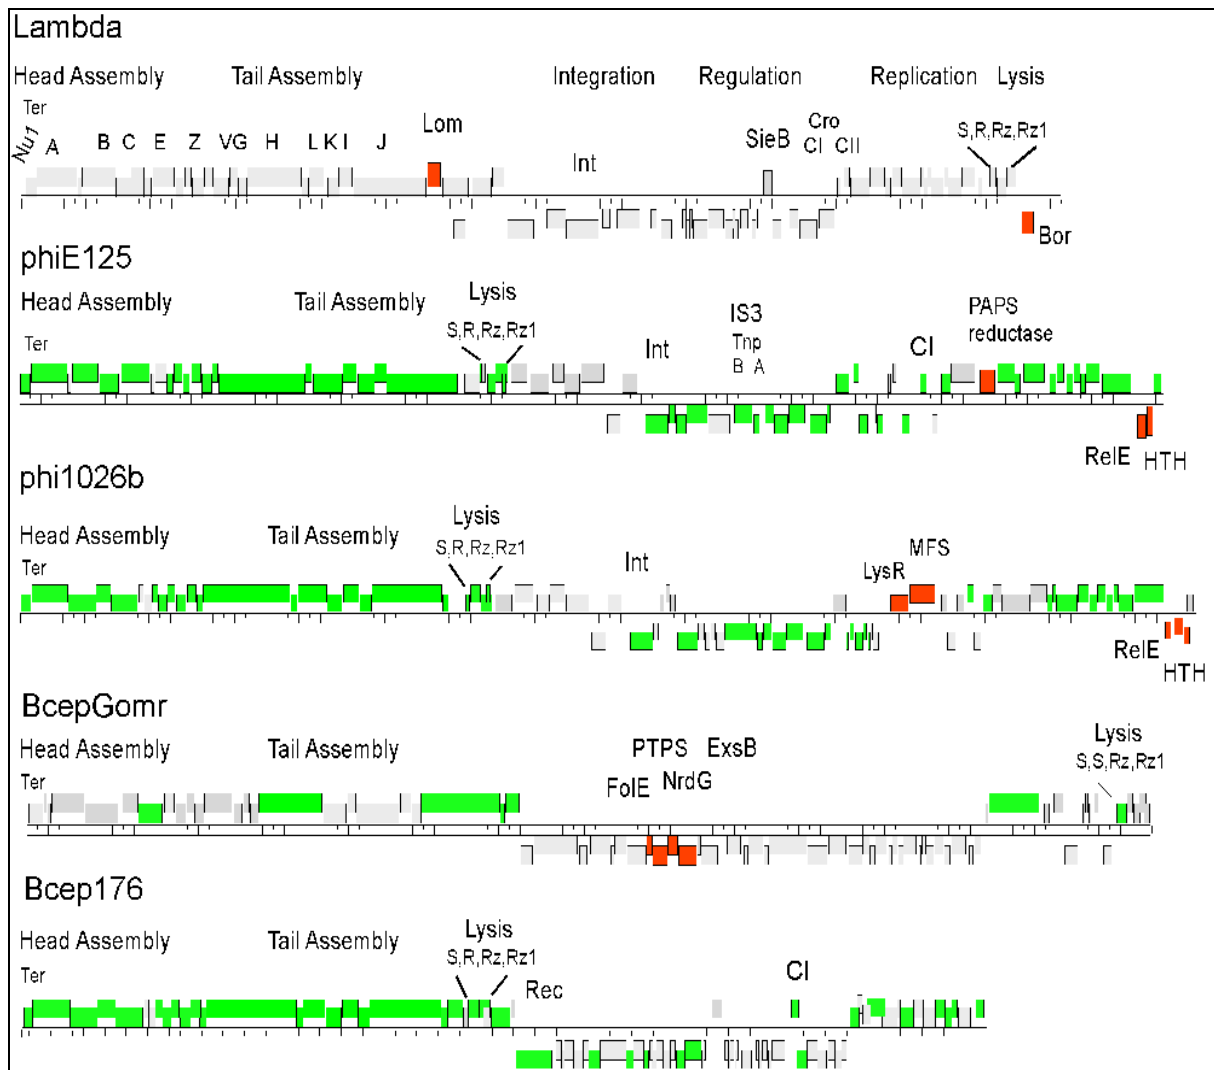 Lambda
Head Assembly Tail Assembly Integration Regulation Replication Lysis
Ter
Nu1 A B C E Z V G H L K I J Lom Int SieB Cro
CI CII S,R,Rz,Rz1
Bor
phiE125
Head Assembly Tail Assembly Lysis
S,R,Rz,Rz1
Ter Int IS3
Tnp
B A
CI PAPS
reductase
RelE HTH
phi1026b
Head Assembly Tail Assembly Lysis
S,R,Rz,Rz1
Ter Int LysR MFS
RelE
HTH
BcepGomr
Head Assembly Tail Assembly PTPS ExsB Lysis
Ter FolE NrdG S,S,Rz,Rz1
Bcep176
Head Assembly Tail Assembly Lysis
S,R,Rz,Rz1
Ter Rec CI